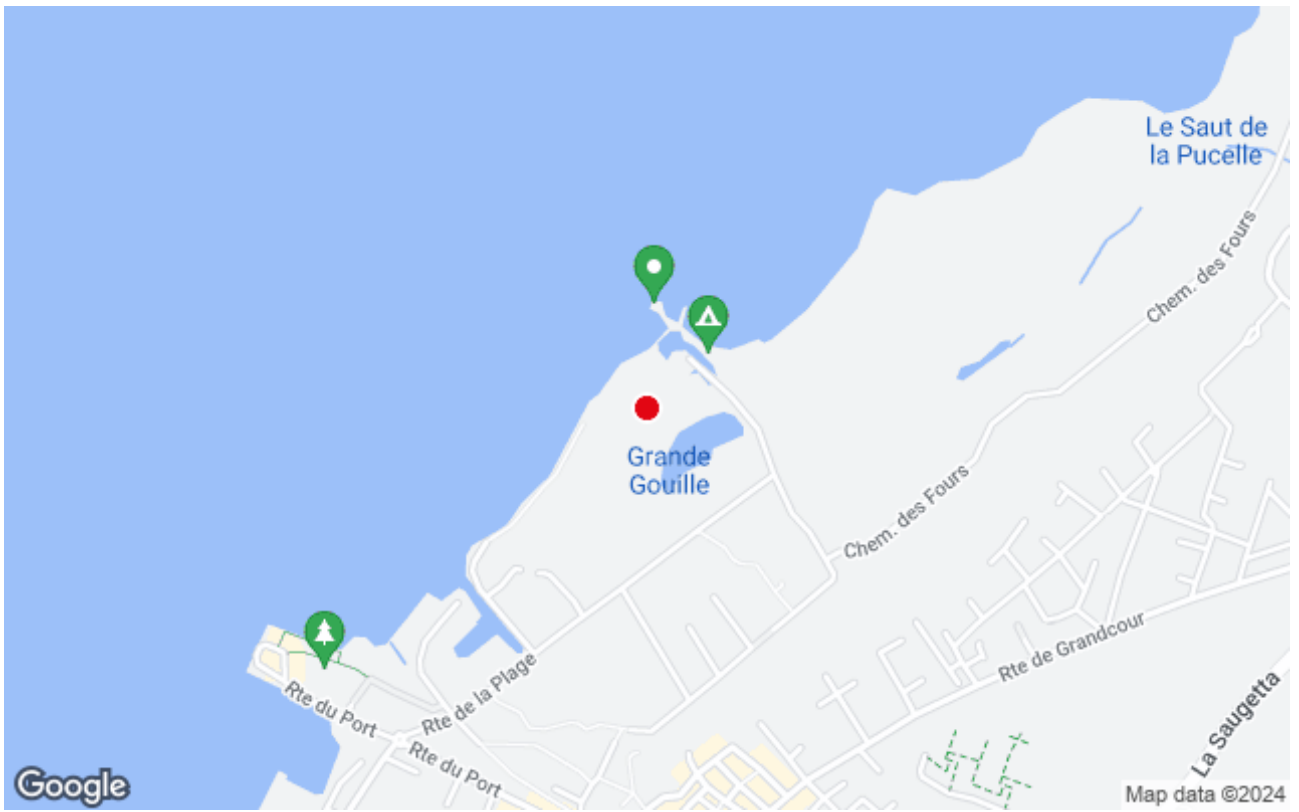 Le Saut de
la Pucelle
Chem. des Fours
Grande
Gouille
Chem. des Fours
Rte de Grandcour
Rte de la Plage
Rte du Port
Rte du Port
La Saugetta
Google
Map data ©2024